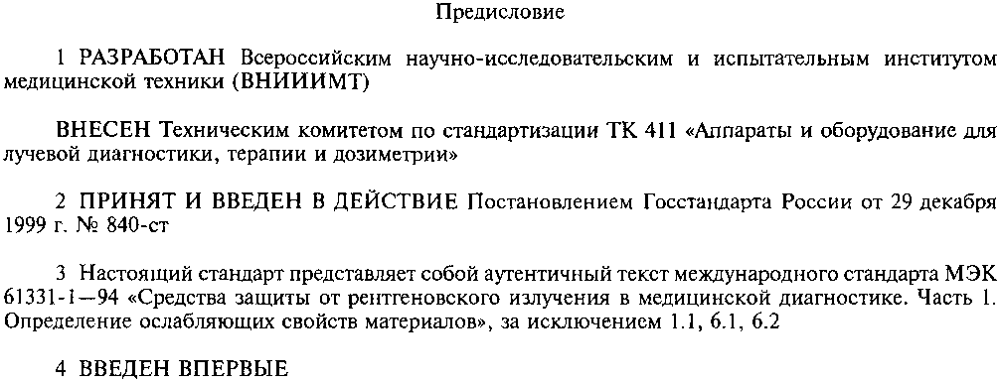 Предисловие
1 РАЗРАБОТАН Всероссийским научно-исследовательским и испытательным институтом
медицинской техники (ВНИИИМТ)
ВНЕСЕН Техническим комитетом по стандартизации ТК 411 «Аппараты и оборудование для
лучевой диагностики, терапии и дозиметрии»
2 ПРИНЯТ И ВВЕДЕН В ДЕЙСТВИЕ Постановлением Госстандарта России от 29 декабря
1999 г. № 840-ст
3 Настоящий стандарт представляет собой аутентичный текст международного стандарта МЭК
61331-1—94 «Средства защиты от рентгеновского излучения в медицинской диагностике. Часть 1.
Определение ослабляющих свойств материалов», за исключением 1.1, 6.1, 6.2
4 ВВЕДЕН ВПЕРВЫЕ